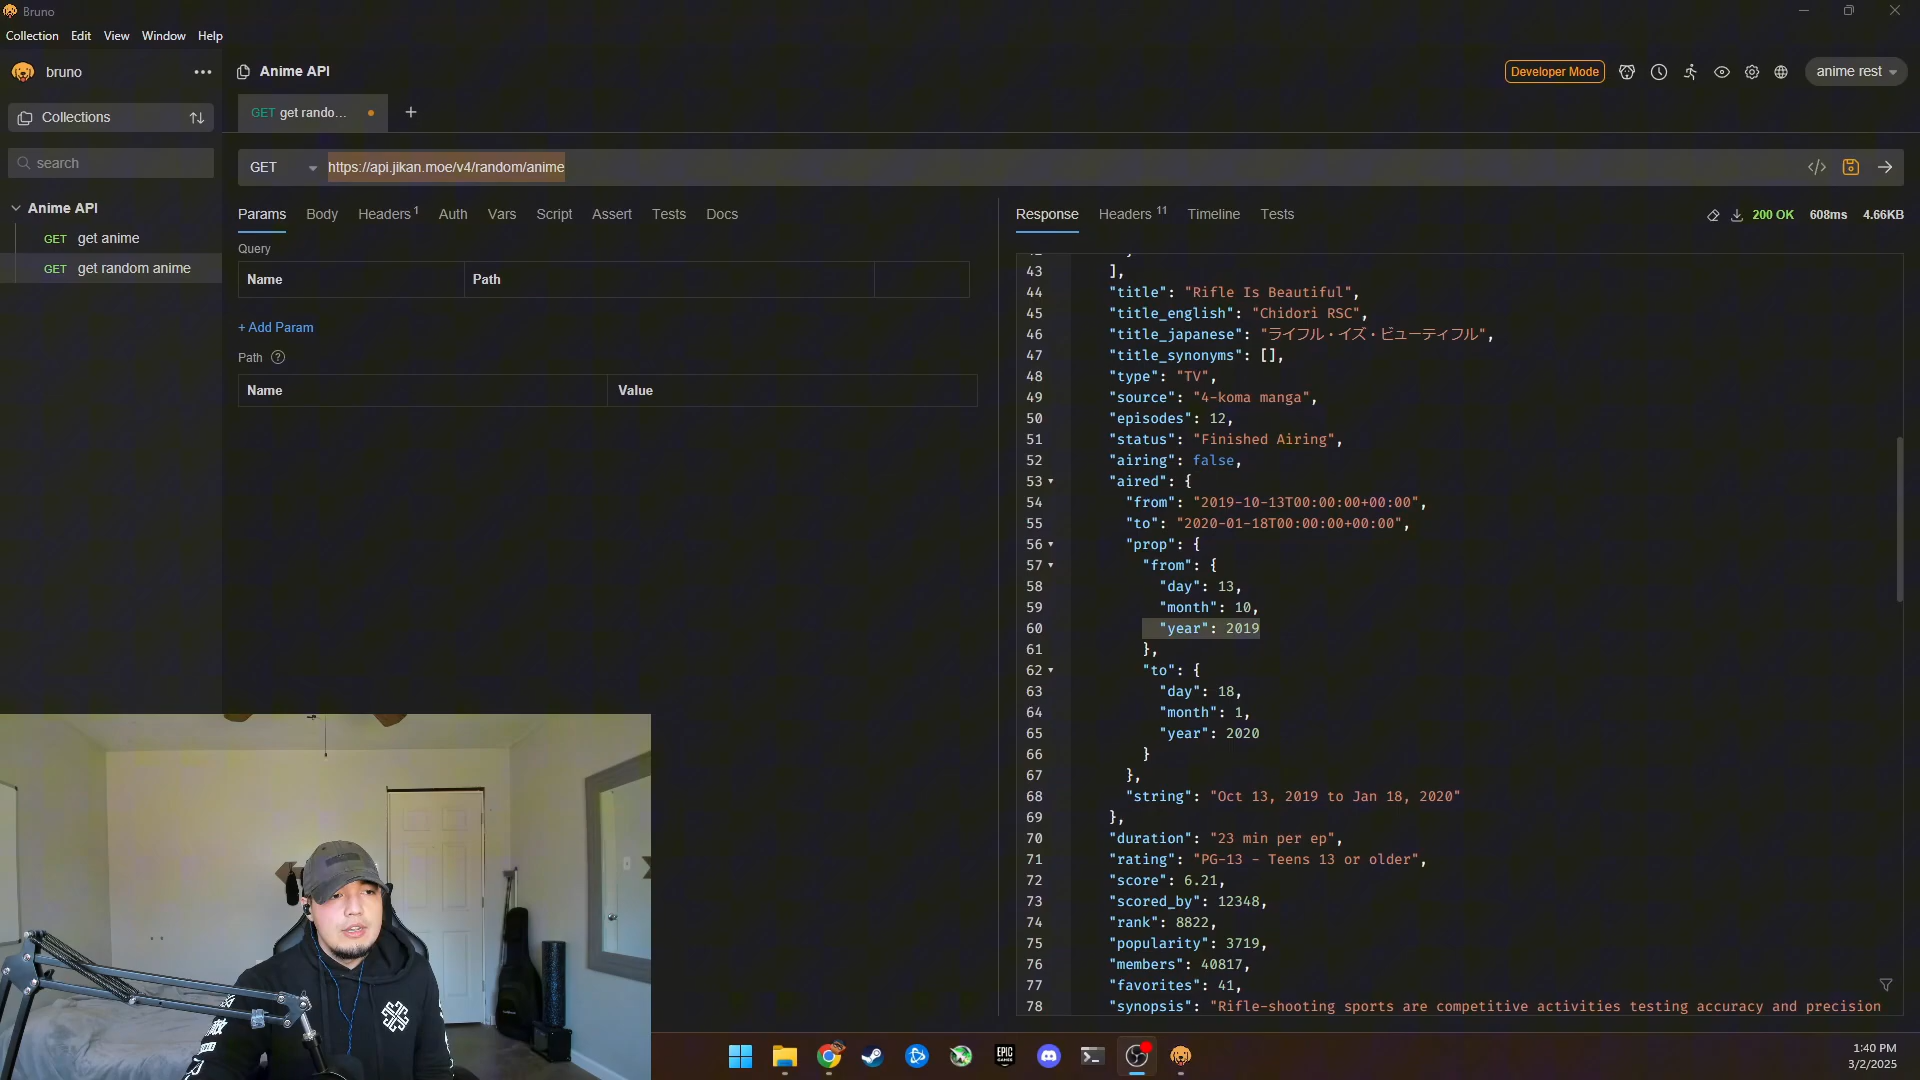 Bruno
Collection Edit View Window Help
bruno
Anime API
Developer Mode
anime rest
Collections
GET get rando...
search
GET
https://api.jikan.moe/v4/random/anime
Anime API
GET get anime
GET get random anime
Params Body Headers 1 Auth Vars Script Assert Tests Docs
Query
Name Path
+ Add Param
Path ?
Name Value
Response Headers 11 Timeline Tests
200 OK 608ms 4.66KB
43 ],
44 "title": "Rifle Is Beautiful",
45 "title_english": "Chidori RSC",
46 "title_japanese": "ライフル・イズ・ビューティフル",
47 "title_synonyms": [],
48 "type": "TV",
49 "source": "4-koma manga",
50 "episodes": 12,
51 "status": "Finished Airing",
52 "airing": false,
53 "aired": {
54 "from": "2019-10-13T00:00:00+00:00",
55 "to": "2020-01-18T00:00:00+00:00",
56 "prop": {
57 "from": {
58 "day": 13,
59 "month": 10,
60 "year": 2019
61 },
62 "to": {
63 "day": 18,
64 "month": 1,
65 "year": 2020
66 }
67 },
68 "string": "Oct 13, 2019 to Jan 18, 2020"
69 },
70 "duration": "23 min per ep",
71 "rating": "PG-13 - Teens 13 or older",
72 "score": 6.21,
73 "scored_by": 12348,
74 "rank": 8822,
75 "popularity": 3719,
76 "members": 40817,
77 "favorites": 41,
78 "synopsis": "Rifle-shooting sports are competitive activities testing accuracy and precision
EPIC
GAMES
1:40 PM
3/2/2025